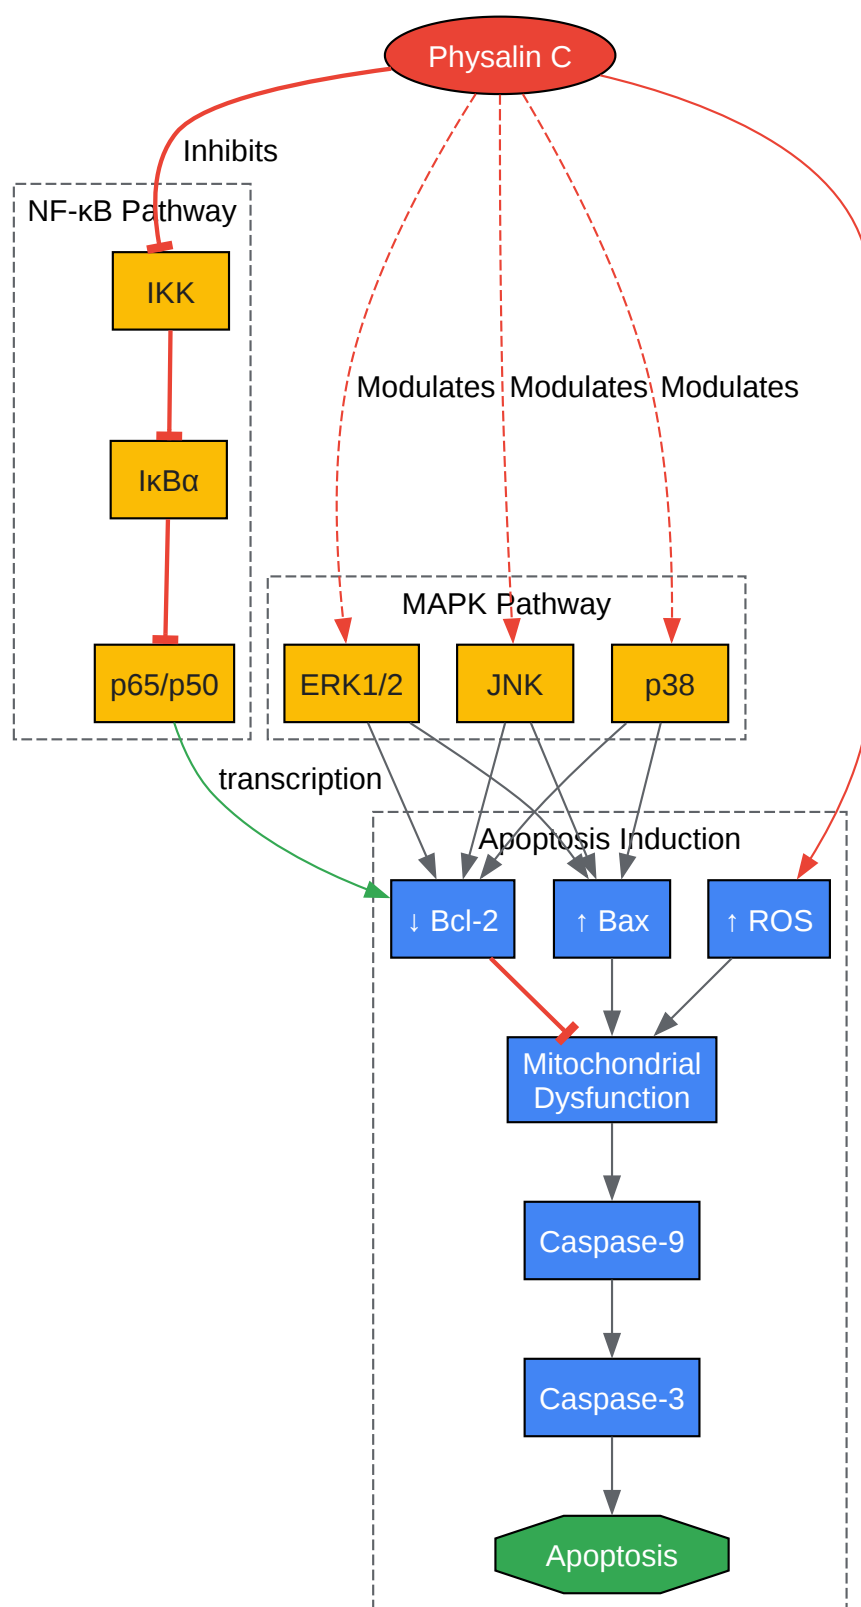 Physalin C
Inhibits
NF-κB Pathway
IKK
Modulates
Modulates
Modulates
IκBα
MAPK Pathway
p65/p50
ERK1/2
JNK
p38
transcription
Apoptosis Induction
↓ Bcl-2
↑ Bax
↑ ROS
Mitochondrial
Dysfunction
Caspase-9
Caspase-3
Apoptosis